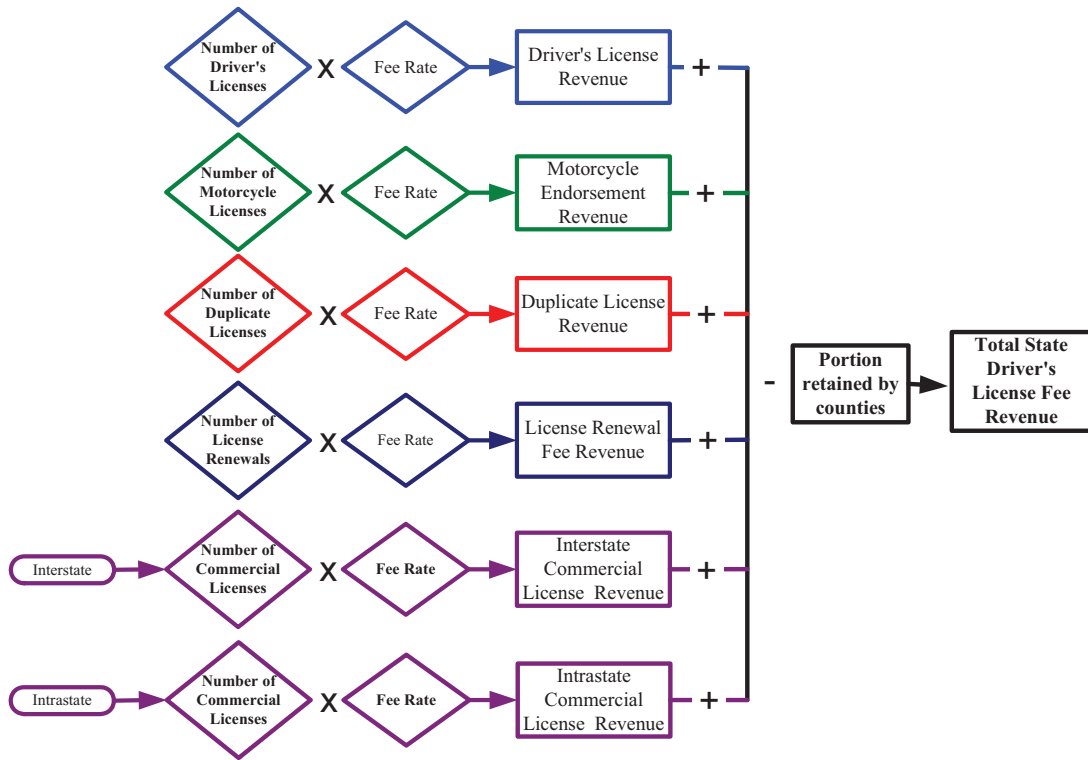 Number of
Driver's
Licenses
X
Fee Rate
Driver's License
Revenue
+
Number of
Motorcycle
Licenses
X
Fee Rate
Motorcycle
Endorsement
Revenue
+
Number of
Duplicate
Licenses
X
Fee Rate
Duplicate License
Revenue
+
Number of
License
Renewals
X
Fee Rate
License Renewal
Fee Revenue
+
Interstate
Number of
Commercial
Licenses
X
Fee Rate
Interstate
Commercial
License Revenue
+
Intrastate
Number of
Commercial
Licenses
X
Fee Rate
Intrastate
Commercial
License Revenue
+
-
Portion
retained by
counties
Total State
Driver's
License Fee
Revenue